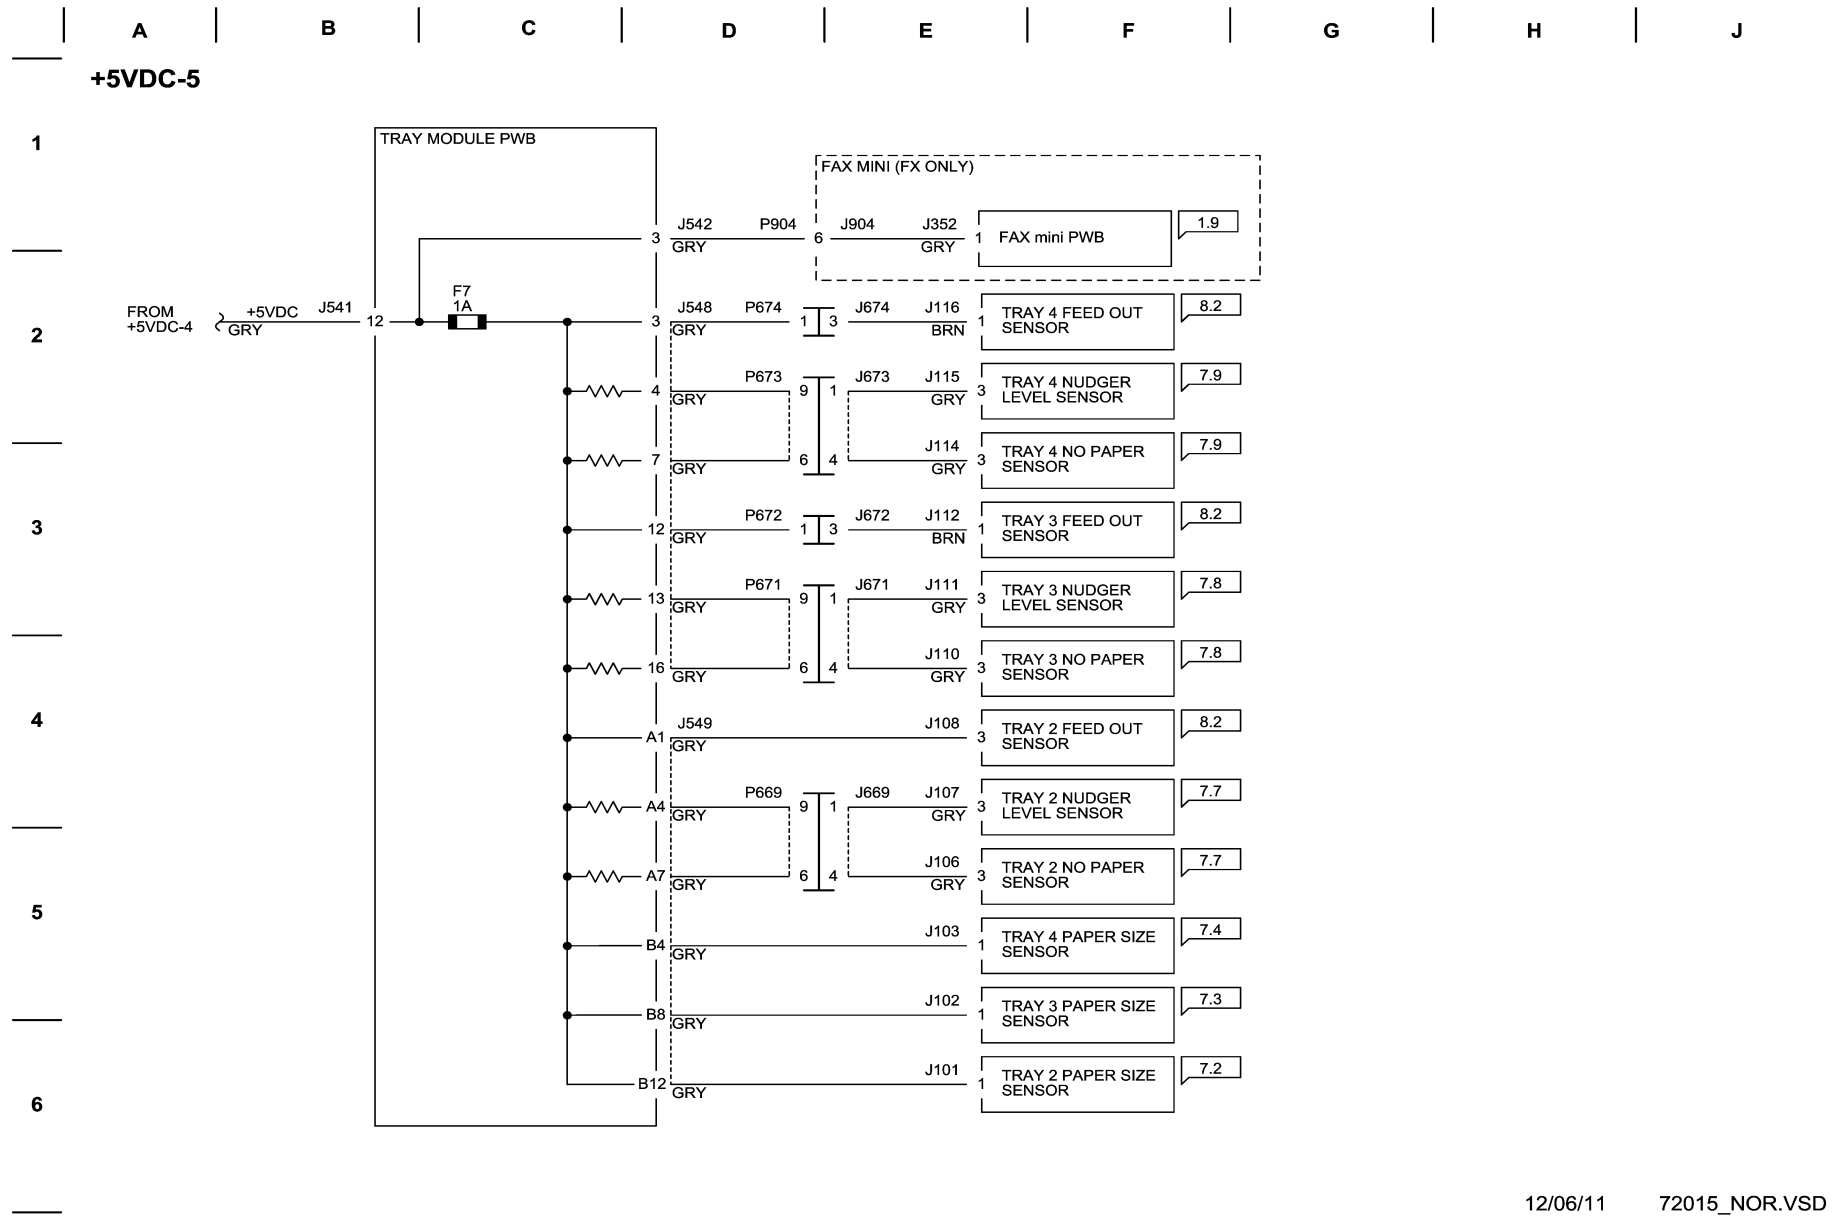 A B C D E F G H J
+5VDC-5
1
TRAY MODULE PWB
FAX MINI (FX ONLY)
J542 P904 J904 J352 1.9
3 6 1 FAX mini PWB
GRY GRY
F7
1A
FROM
+5VDC-4
+5VDC J541 J548 P674 J674 J116 8.2
12 3 1 3 1 TRAY 4 FEED OUT
SENSOR
GRY GRY BRN
2
P673 J673 J115 7.9
4 9 1 3 TRAY 4 NUDGER
LEVEL SENSOR
GRY GRY
J114 7.9
7 6 4 3 TRAY 4 NO PAPER
SENSOR
GRY GRY
3
P672 J672 J112 8.2
12 1 3 1 TRAY 3 FEED OUT
SENSOR
GRY BRN
P671 J671 J111 7.8
13 9 1 3 TRAY 3 NUDGER
LEVEL SENSOR
GRY GRY
J110 7.8
16 6 4 3 TRAY 3 NO PAPER
SENSOR
GRY GRY
4
J549 J108 8.2
A1 3 TRAY 2 FEED OUT
SENSOR
GRY
P669 J669 J107 7.7
A4 9 1 3 TRAY 2 NUDGER
LEVEL SENSOR
GRY GRY
J106 7.7
A7 6 4 3 TRAY 2 NO PAPER
SENSOR
GRY GRY
5
J103 7.4
B4 1 TRAY 4 PAPER SIZE
SENSOR
GRY
J102 7.3
B8 1 TRAY 3 PAPER SIZE
SENSOR
GRY
J101 7.2
B12 1 TRAY 2 PAPER SIZE
SENSOR
GRY
6
12/06/11 72015_NOR.VSD